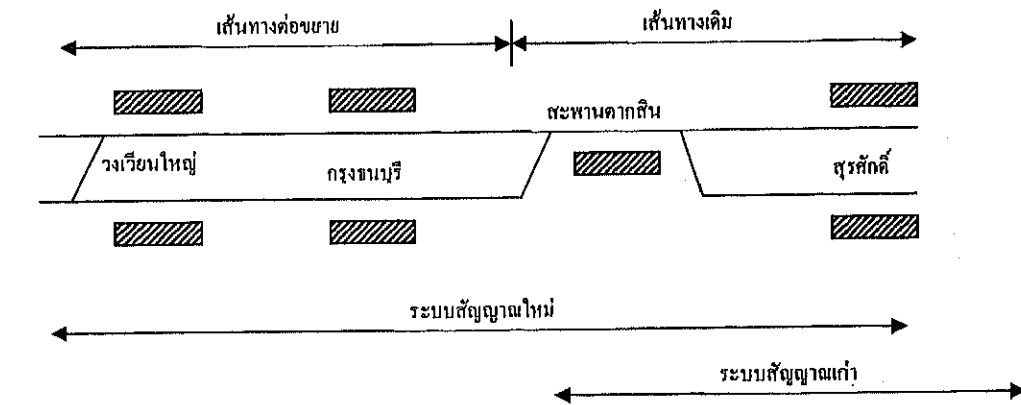 เส้นทางต่อขยาย
เส้นทางเดิม
สะพานตากสิน
วงเวียนใหญ่
กรุงธนบุรี
สุรศักดิ์
ระบบสัญญาณใหม่
ระบบสัญญาณเก่า